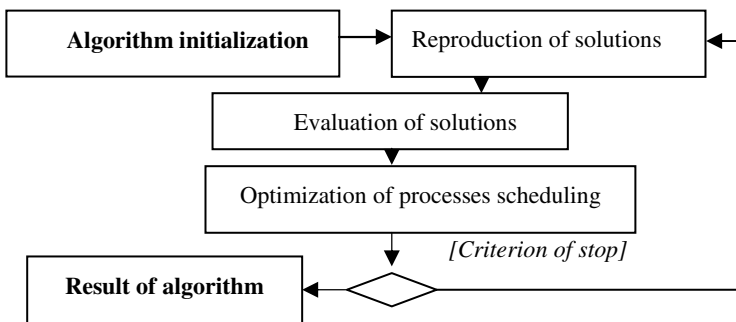 Algorithm initialization
Reproduction of solutions
Evaluation of solutions
Optimization of processes scheduling
[Criterion of stop]
Result of algorithm